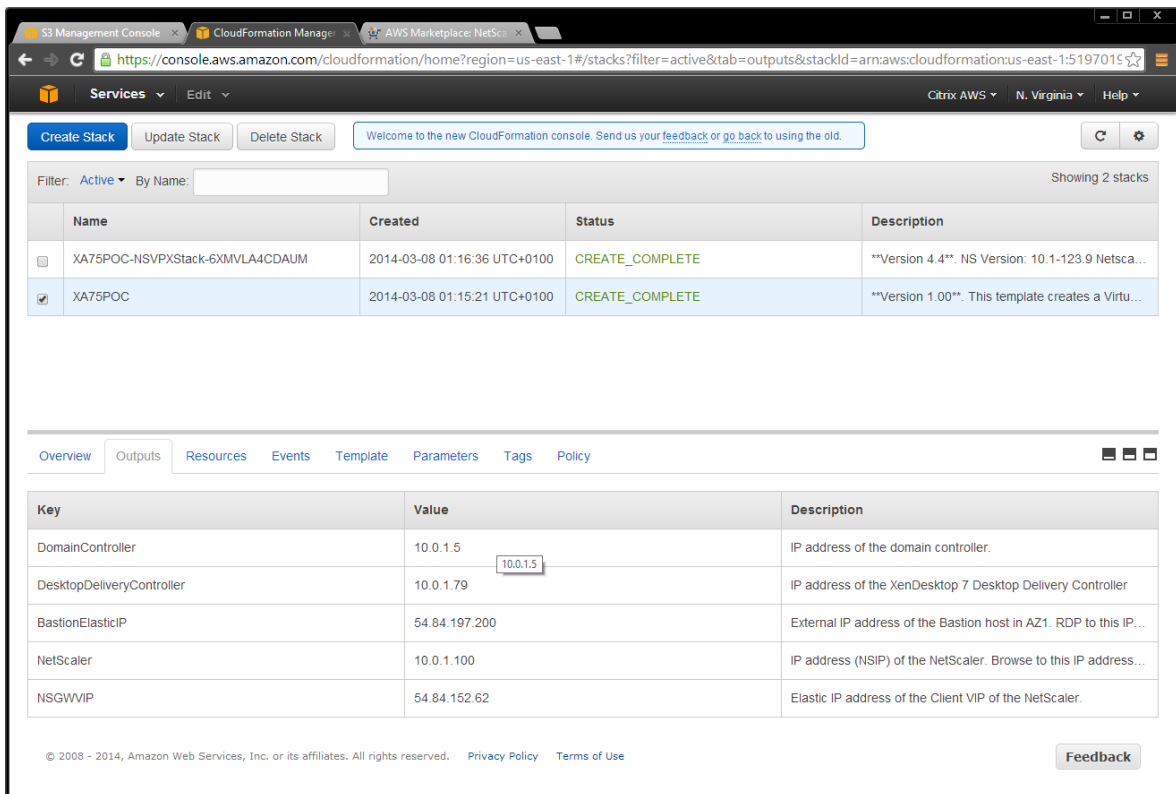 S3 Management Console × CloudFormation Manager × AWS Marketplace: NetSca ×
https://console.aws.amazon.com/cloudformation/home?region=us-east-1#/stacks?filter=active&tab=outputs&stackId=arn:aws:cloudformation:us-east-1:5197019
Services Edit Citrix AWS N. Virginia Help
Create Stack Update Stack Delete Stack Welcome to the new CloudFormation console. Send us your feedback or go back to using the old.
Filter: Active By Name: Showing 2 stacks
Name Created Status Description
XA75POC-NSVPXStack-6XMVLA4CDAUM 2014-03-08 01:16:36 UTC+0100 CREATE_COMPLETE **Version 4.4**. NS Version: 10.1-123.9 Netsca...
XA75POC 2014-03-08 01:15:21 UTC+0100 CREATE_COMPLETE **Version 1.00**. This template creates a Virtu...
Overview Outputs Resources Events Template Parameters Tags Policy
Key Value Description
DomainController 10.0.1.5 IP address of the domain controller.
10.0.1.5
DesktopDeliveryController 10.0.1.79 IP address of the XenDesktop 7 Desktop Delivery Controller
BastionElasticIP 54.84.197.200 External IP address of the Bastion host in AZ1. RDP to this IP...
NetScaler 10.0.1.100 IP address (NSIP) of the NetScaler. Browse to this IP address...
NSGWVIP 54.84.152.62 Elastic IP address of the Client VIP of the NetScaler.
© 2008 - 2014, Amazon Web Services, Inc. or its affiliates. All rights reserved. Privacy Policy Terms of Use Feedback